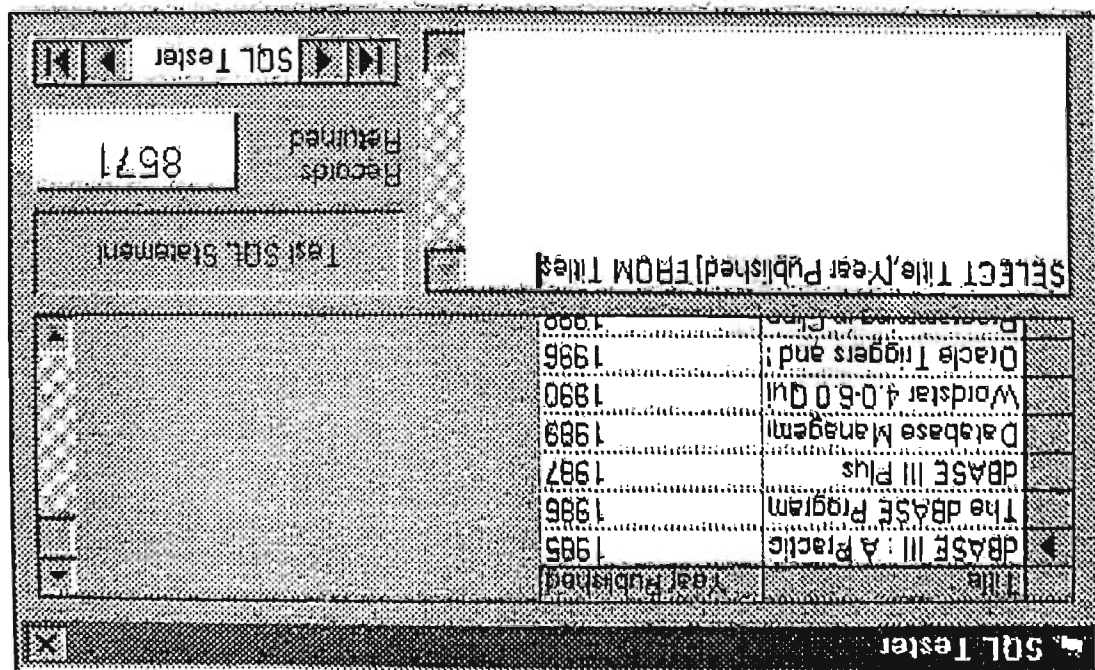 SQL Tester
Title Year Published
dBASE III : A Practic 1985
The dBASE Program 1986
dBASE III Plus 1987
Database Managem 1989
Wordstar 4.0-6.0 Qui 1990
Oracle Triggers and 1996
SELECT Title,[Year Published] FROM Titles
Test SQL Statement
Records
Returned
8571
SQL Tester